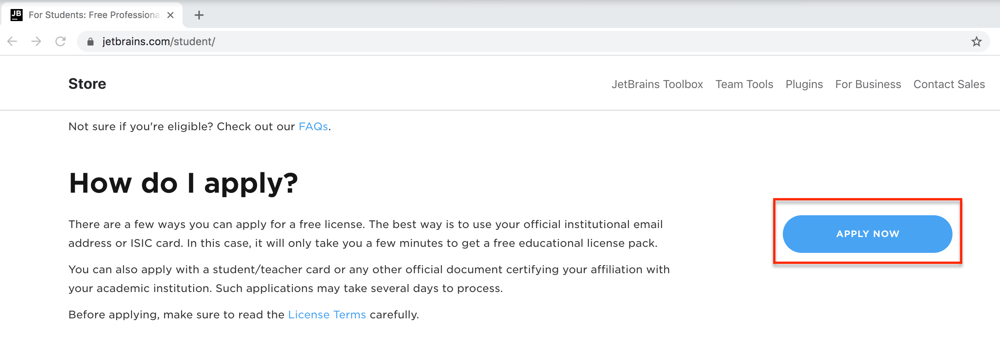 JB
For Students: Free Professiona
jetbrains.com/student/
Store
JetBrains Toolbox Team Tools Plugins For Business Contact Sales
Not sure if you're eligible? Check out our FAQs.
How do I apply?
There are a few ways you can apply for a free license. The best way is to use your official institutional email
address or ISIC card. In this case, it will only take you a few minutes to get a free educational license pack.
APPLY NOW
You can also apply with a student/teacher card or any other official document certifying your affiliation with
your academic institution. Such applications may take several days to process.
Before applying, make sure to read the License Terms carefully.